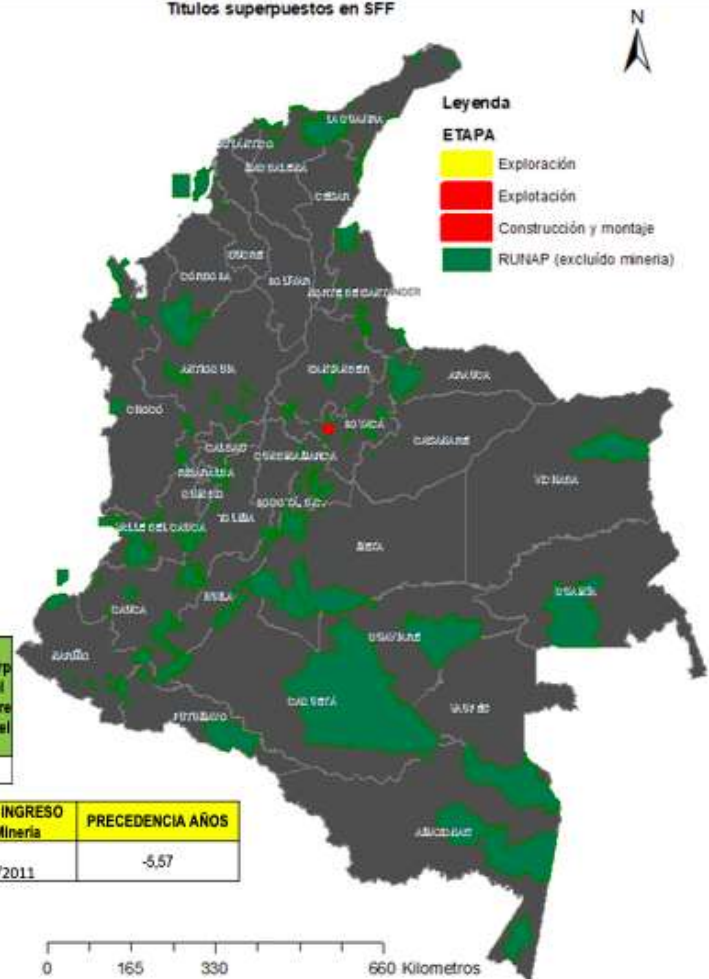 Titulos superpuestos en SFF
N
Leyenda
ETAPA
Exploración
Explotación
Construcción y montaje
RUNAP (excluído mineria)
LA GUAJIRA
CESAR
CÓRDOBA
BOLÍVAR
NORTE DE SANTANDER
ANTIOQUIA
SANTANDER
ARAUCA
CHOCÓ
BOYACÁ
CASANARE
CALDAS
CUNDINAMARCA
VICHADA
RISARALDA
TOLIMA
META
VALLE DEL CAUCA
GUAINÍA
CAUCA
HUILA
GUAVIARE
NARIÑO
CAQUETÁ
VAUPÉS
PUTUMAYO
AMAZONAS
INGRESO
Mineria
PRECEDENCIA AÑOS
/2011
-5,57
0 165 330 660 Kilometros